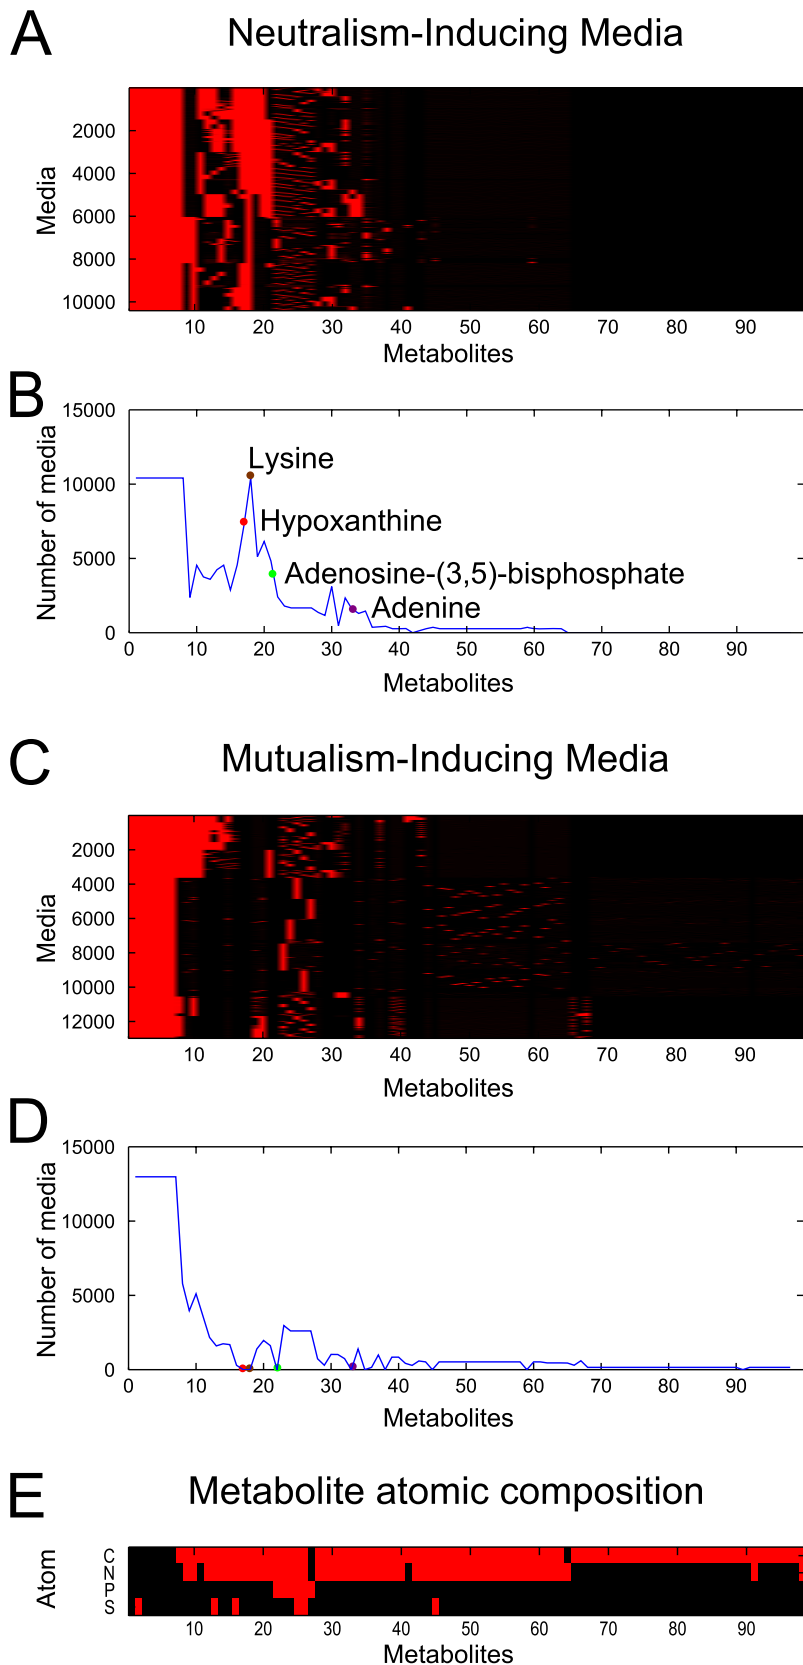 A
Neutralism-Inducing Media
Media
2000
4000
6000
8000
10000
10 20 30 40 50 60 70 80 90
Metabolites
B
Number of media
15000
10000
5000
0
Lysine
Hypoxanthine
Adenosine-(3,5)-bisphosphate
Adenine
0 10 20 30 40 50 60 70 80 90
Metabolites
C
Mutualism-Inducing Media
Media
2000
4000
6000
8000
10000
12000
10 20 30 40 50 60 70 80 90
Metabolites
D
Number of media
15000
10000
5000
0
0 10 20 30 40 50 60 70 80 90
Metabolites
E
Metabolite atomic composition
Atom
C
N
P
S
10 20 30 40 50 60 70 80 90
Metabolites